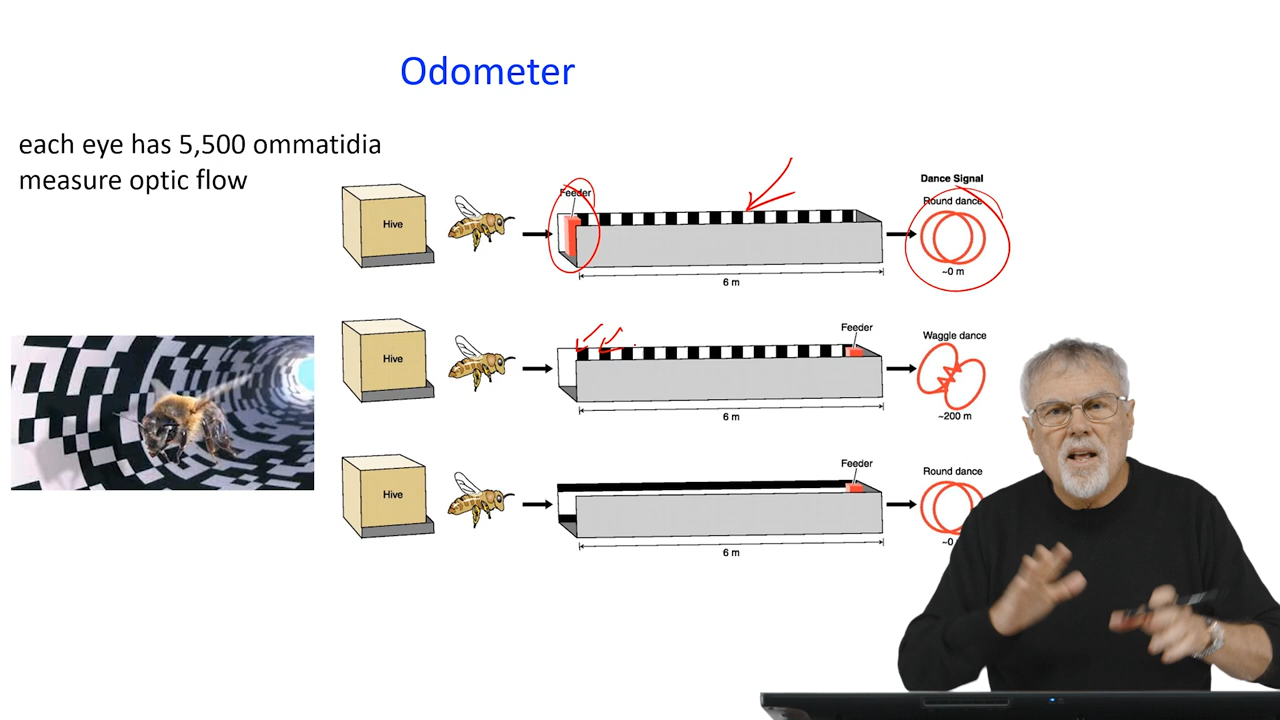 Odometer
each eye has 5,500 ommatidia
measure optic flow
Dance Signal
Feeder
Round dance
Hive
~0 m
6 m
Feeder
Waggle dance
Hive
~200 m
6 m
Feeder
Round dance
Hive
~0
6 m